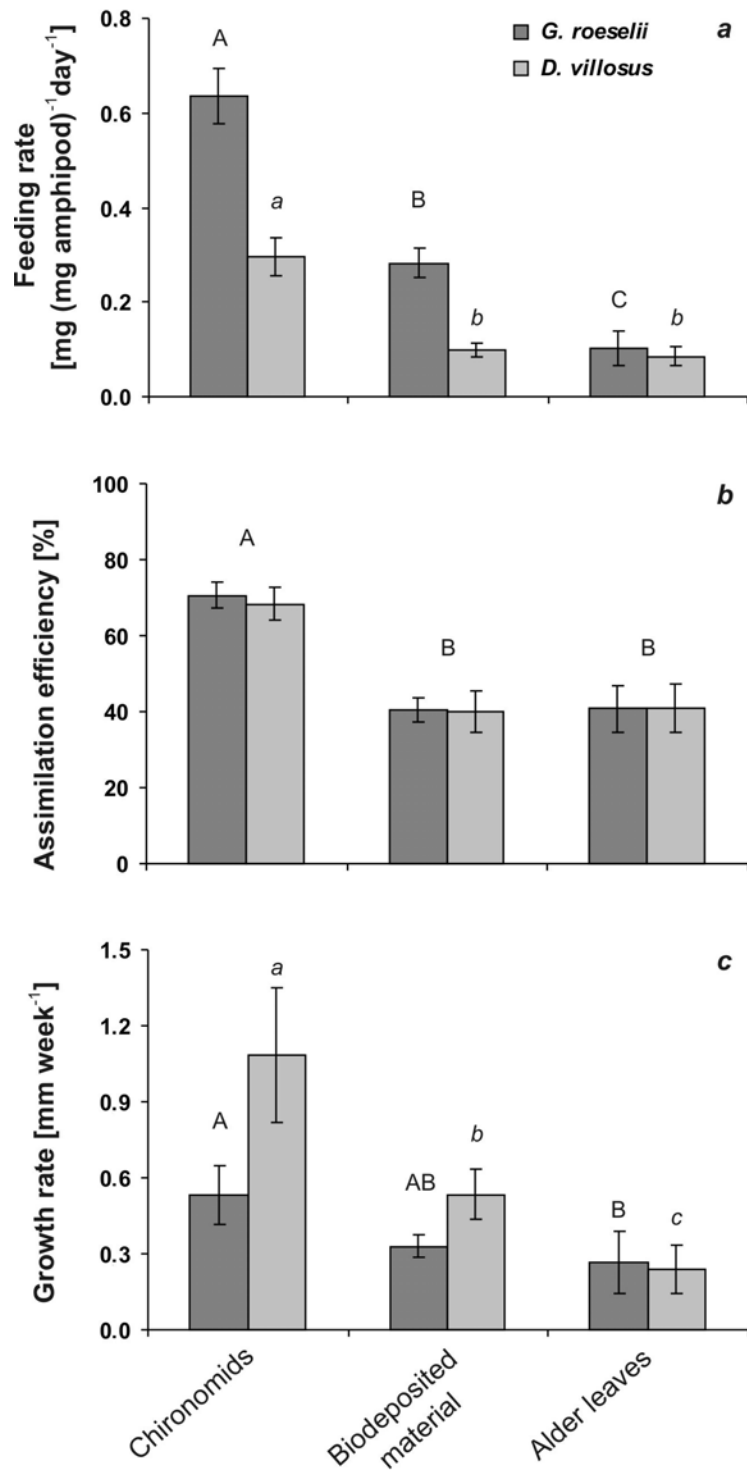 a
G. roeselii
D. villosus
Feeding rate
[mg (mg amphipod)⁻¹day⁻¹]
0.8
0.6
0.4
0.2
0.0
A
a
B
b
C
b
b
Assimilation efficiency [%]
100
80
60
40
20
0
A
B
B
c
Growth rate [mm week⁻¹]
1.5
1.2
0.9
0.6
0.3
0.0
A
a
AB
b
B
c
Chironomids
Biodeposited
material
Alder leaves